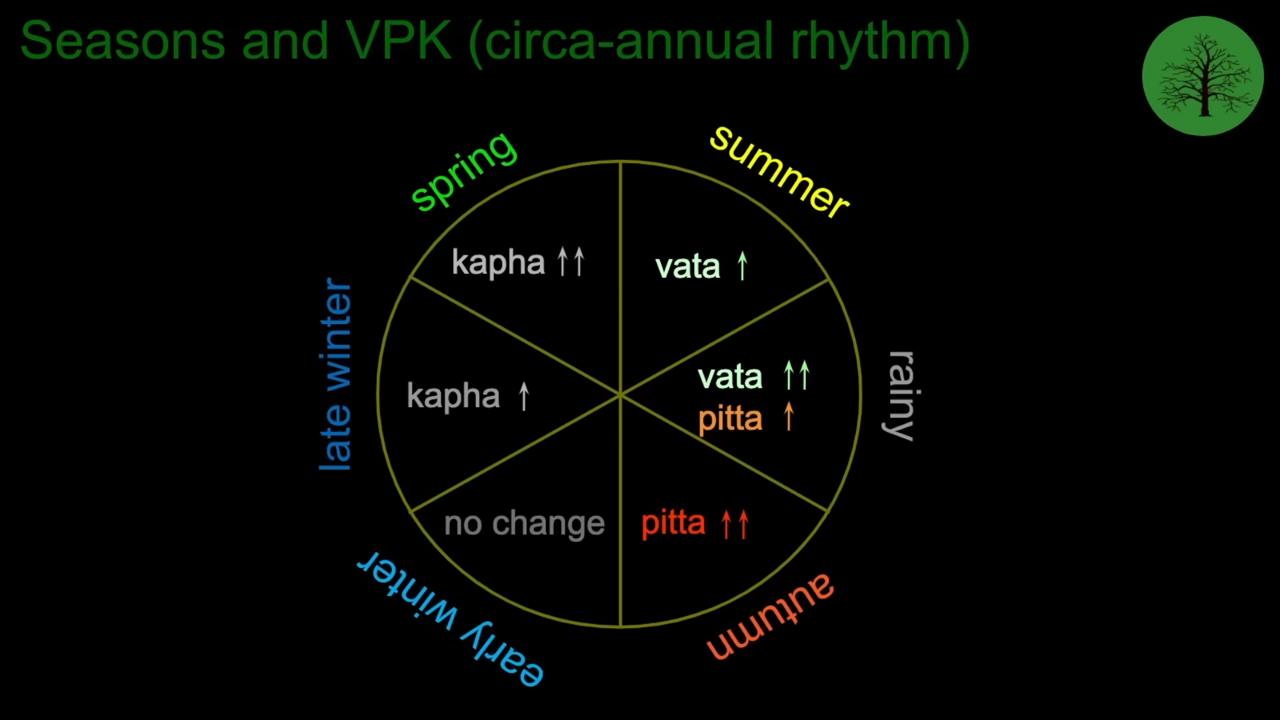 Seasons and VPK (circa-annual rhythm)
spring
summer
kapha ↑↑
vata ↑
late winter
rainy
kapha ↑
vata ↑↑
pitta ↑
no change
pitta ↑↑
early winter
autumn